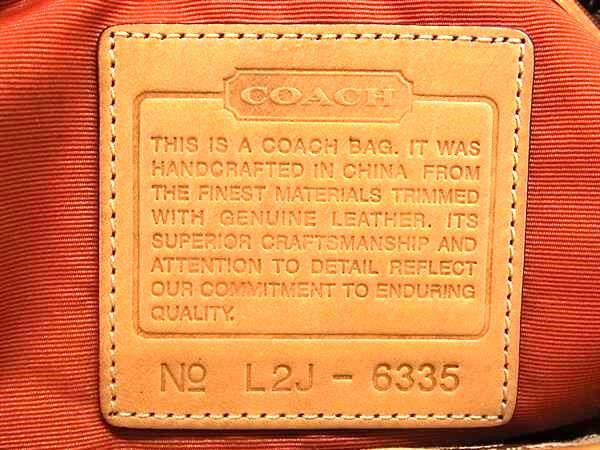 COACH
THIS IS A COACH BAG. IT WAS
HANDCRAFTED IN CHINA FROM
THE FINEST MATERIALS TRIMMED
WITH GENUINE LEATHER. ITS
SUPERIOR CRAFTSMANSHIP AND
ATTENTION TO DETAIL REFLECT
OUR COMMITMENT TO ENDURING
QUALITY.
Nº L2J - 6335